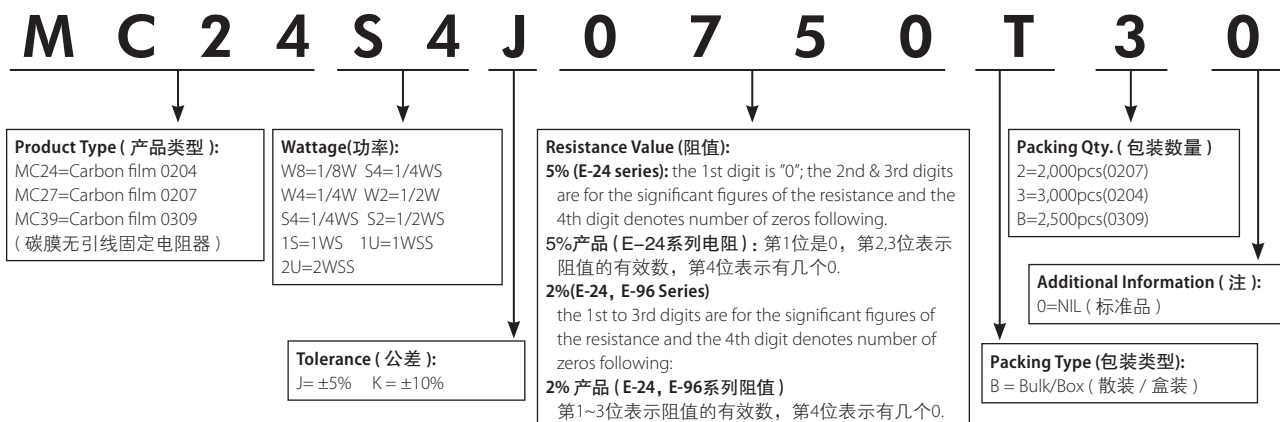 MC24S4J0750T30
Product Type ( 产品类型 ):
MC24=Carbon film 0204
MC27=Carbon film 0207
MC39=Carbon film 0309
( 碳膜无引线固定电阻器 )
Wattage(功率):
W8=1/8W S4=1/4WS
W4=1/4W W2=1/2W
S4=1/4WS S2=1/2WS
1S=1WS 1U=1WSS
2U=2WSS
Tolerance ( 公差 ):
J= ±5% K = ±10%
Resistance Value (阻值):
5% (E-24 series): the 1st digit is "0"; the 2nd & 3rd digits
are for the significant figures of the resistance and the
4th digit denotes number of zeros following.
5%产品 ( E–24系列电阻 ) : 第1位是0，第2,3位表示
阻值的有效数，第4位表示有几个0.
2%(E-24, E-96 Series)
the 1st to 3rd digits are for the significant figures of
the resistance and the 4th digit denotes number of
zeros following:
2% 产品 ( E-24, E-96系列阻值 )
第1~3位表示阻值的有效数，第4位表示有几个0.
Packing Qty. ( 包装数量 )
2=2,000pcs(0207)
3=3,000pcs(0204)
B=2,500pcs(0309)
Additional Information ( 注 ):
0=NIL ( 标准品 )
Packing Type (包装类型):
B = Bulk/Box ( 散装 / 盒装 )